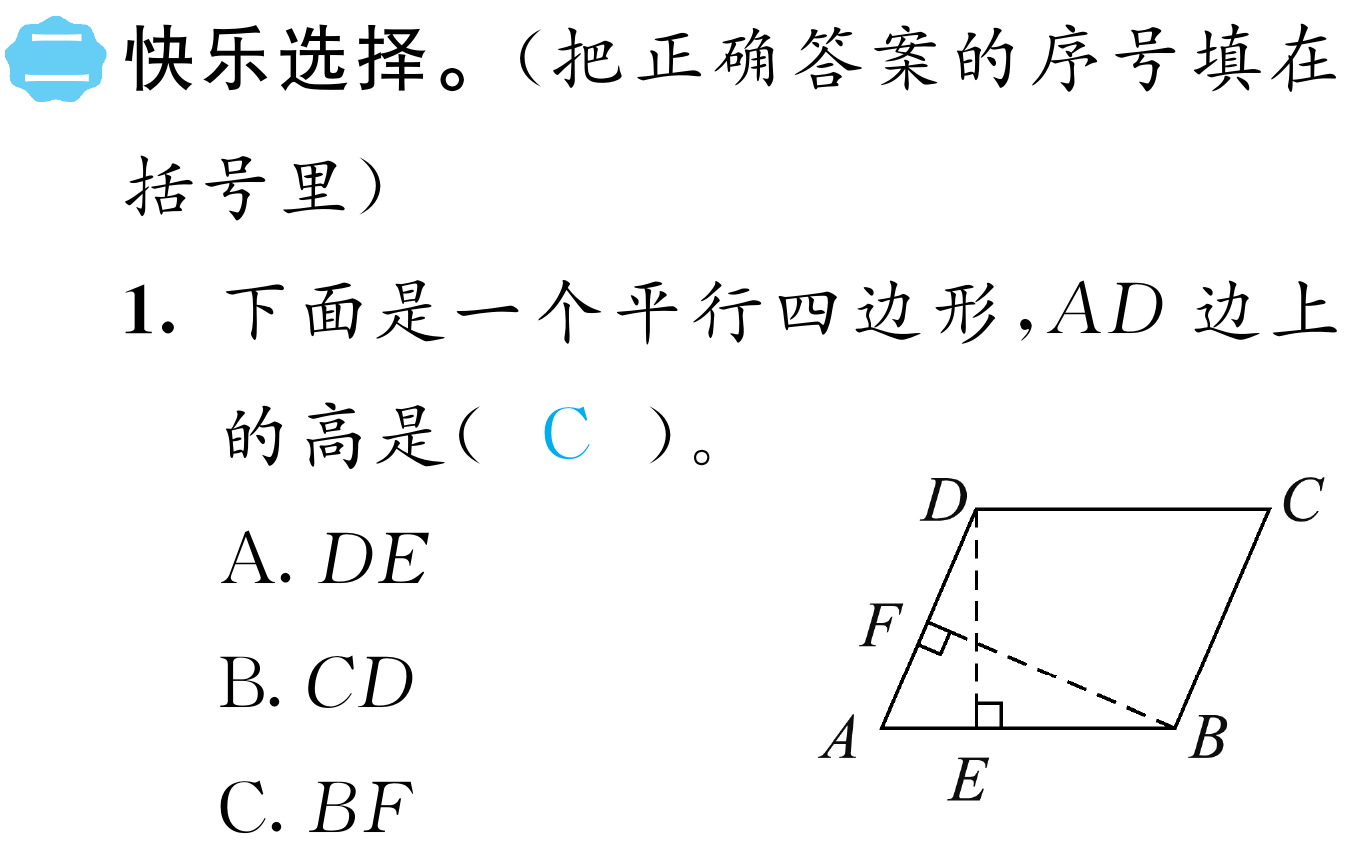 二 快乐选择。（把正确答案的序号填在
括号里）
1. 下面是一个平行四边形,AD 边上
的高是( C )。
A. DE
B. CD
C. BF
D
C
F
A
B
E